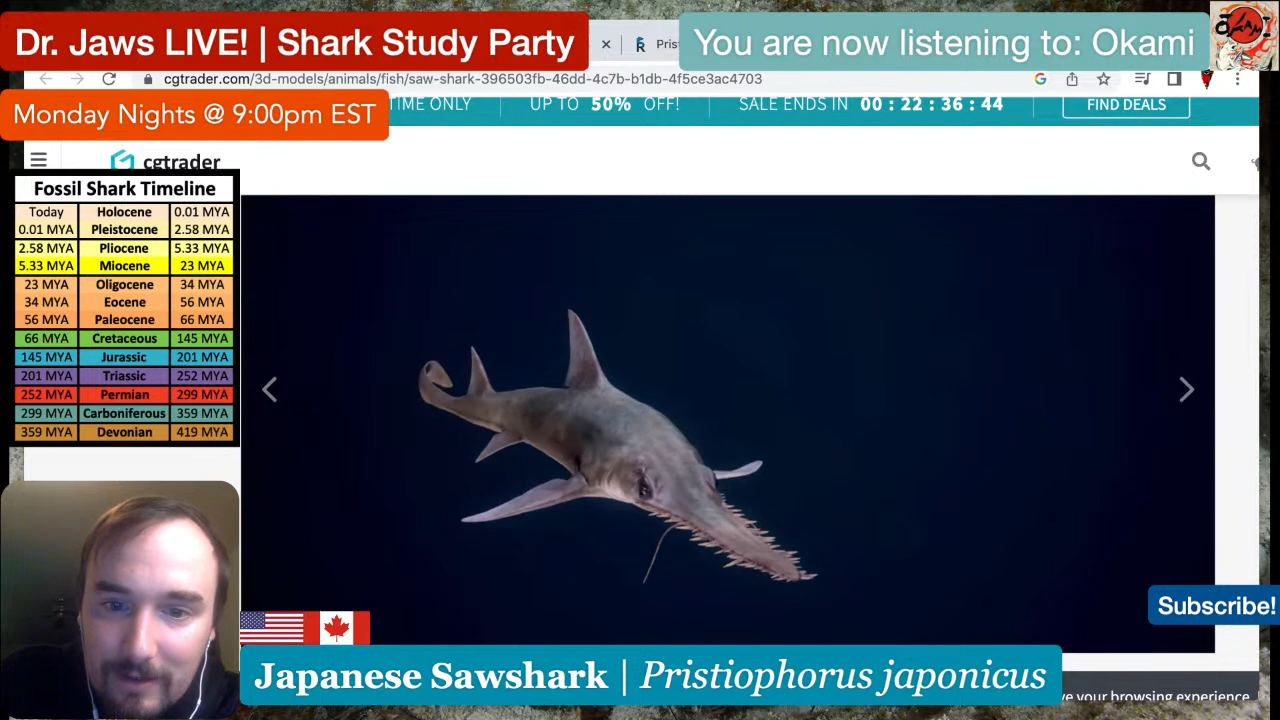 Dr. Jaws LIVE! | Shark Study Party
You are now listening to: Okami
cgtrader.com/3d-models/animals/fish/saw-shark-396503fb-46dd-4c7b-b1db-4f5ce3ac4703
Monday Nights @ 9:00pm EST
TIME ONLY
UP TO 50% OFF!
SALE ENDS IN 00 : 22 : 36 : 44
FIND DEALS
cgtrader
Fossil Shark Timeline
Today Holocene 0.01 MYA
0.01 MYA Pleistocene 2.58 MYA
2.58 MYA Pliocene 5.33 MYA
5.33 MYA Miocene 23 MYA
23 MYA Oligocene 34 MYA
34 MYA Eocene 56 MYA
56 MYA Paleocene 66 MYA
66 MYA Cretaceous 145 MYA
145 MYA Jurassic 201 MYA
201 MYA Triassic 252 MYA
252 MYA Permian 299 MYA
299 MYA Carboniferous 359 MYA
359 MYA Devonian 419 MYA
Subscribe!
Japanese Sawshark | Pristiophorus japonicus
your browsing experience